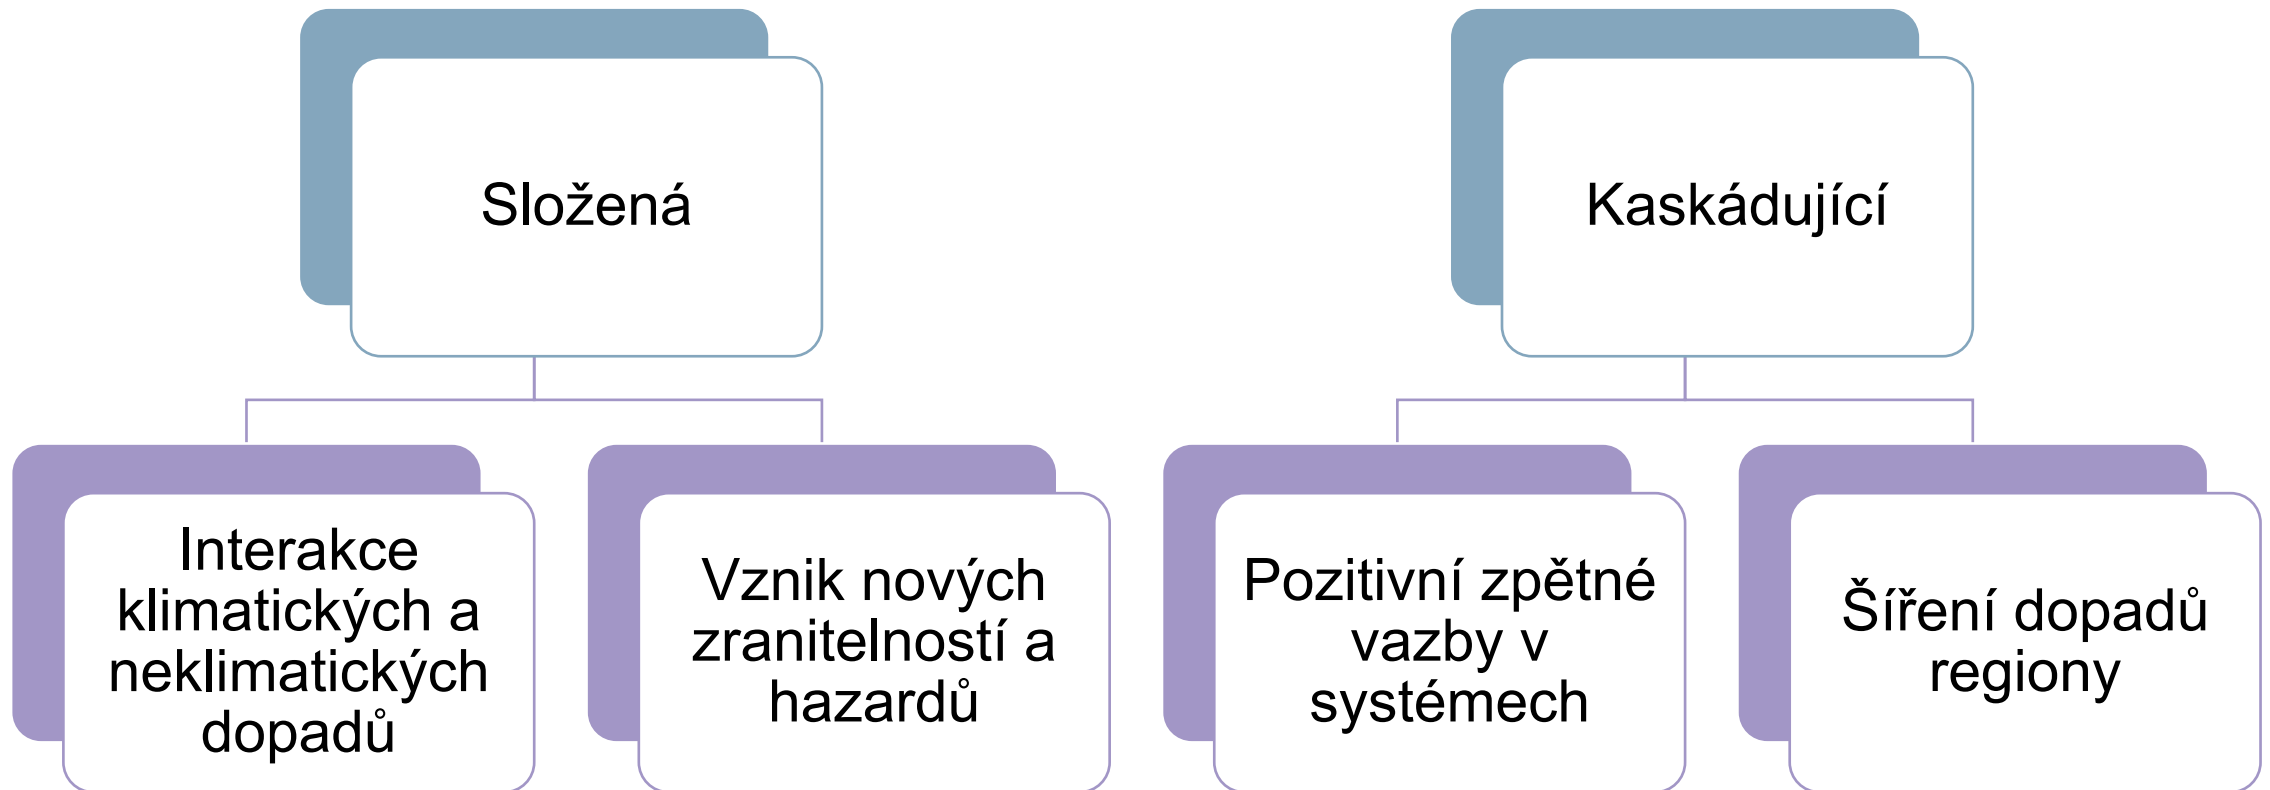 Složená
Kaskádující
Interakce
klimatických a
neklimatických
dopadů
Vznik nových
zranitelností a
hazardů
Pozitivní zpětné
vazby v
systémech
Šíření dopadů
regiony